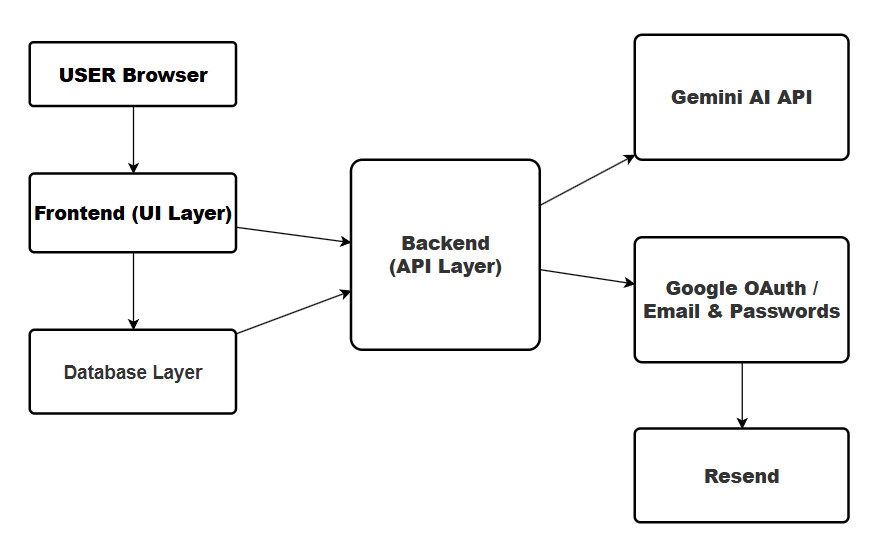 USER Browser
Frontend (UI Layer)
Database Layer
Backend
(API Layer)
Gemini AI API
Google OAuth /
Email & Passwords
Resend